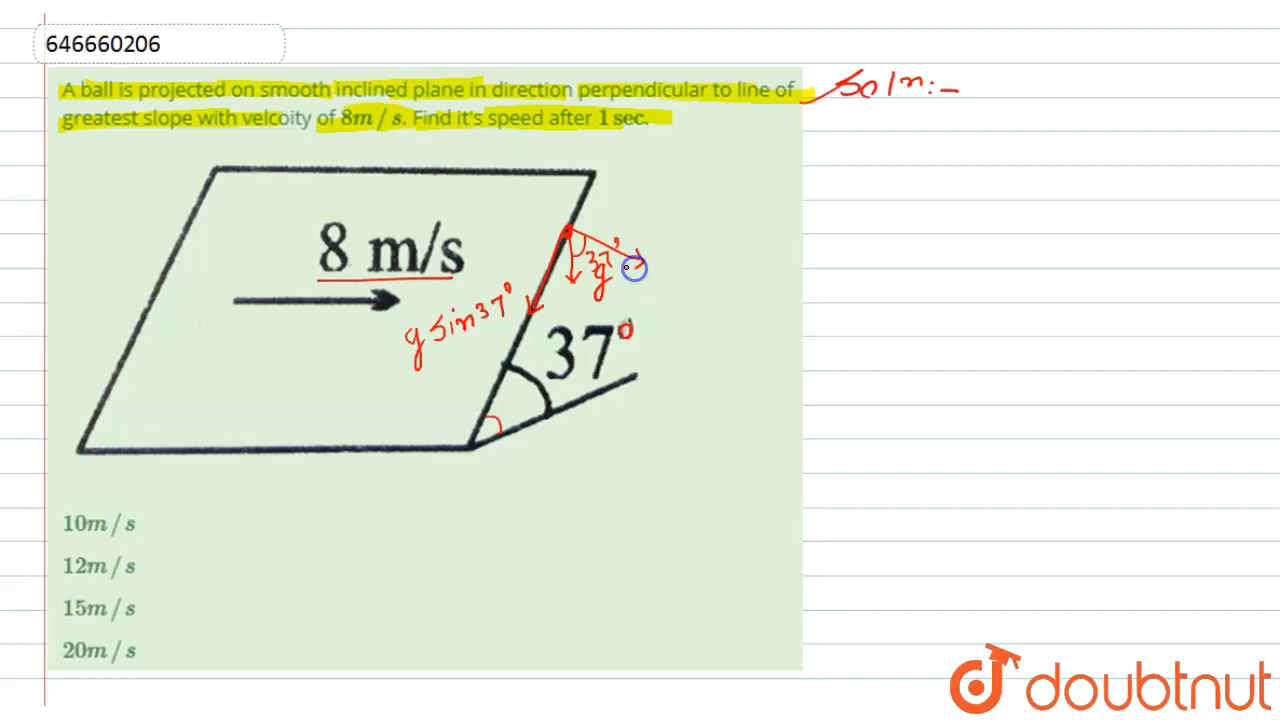 646660206
A ball is projected on smooth inclined plane in direction perpendicular to line of
greatest slope with velcoity of 8m / s. Find it's speed after 1 sec.
Soln:-
8 m/s
37°
g
g sin37°
37°
10m / s
12m / s
15m / s
20m / s
doubtnut